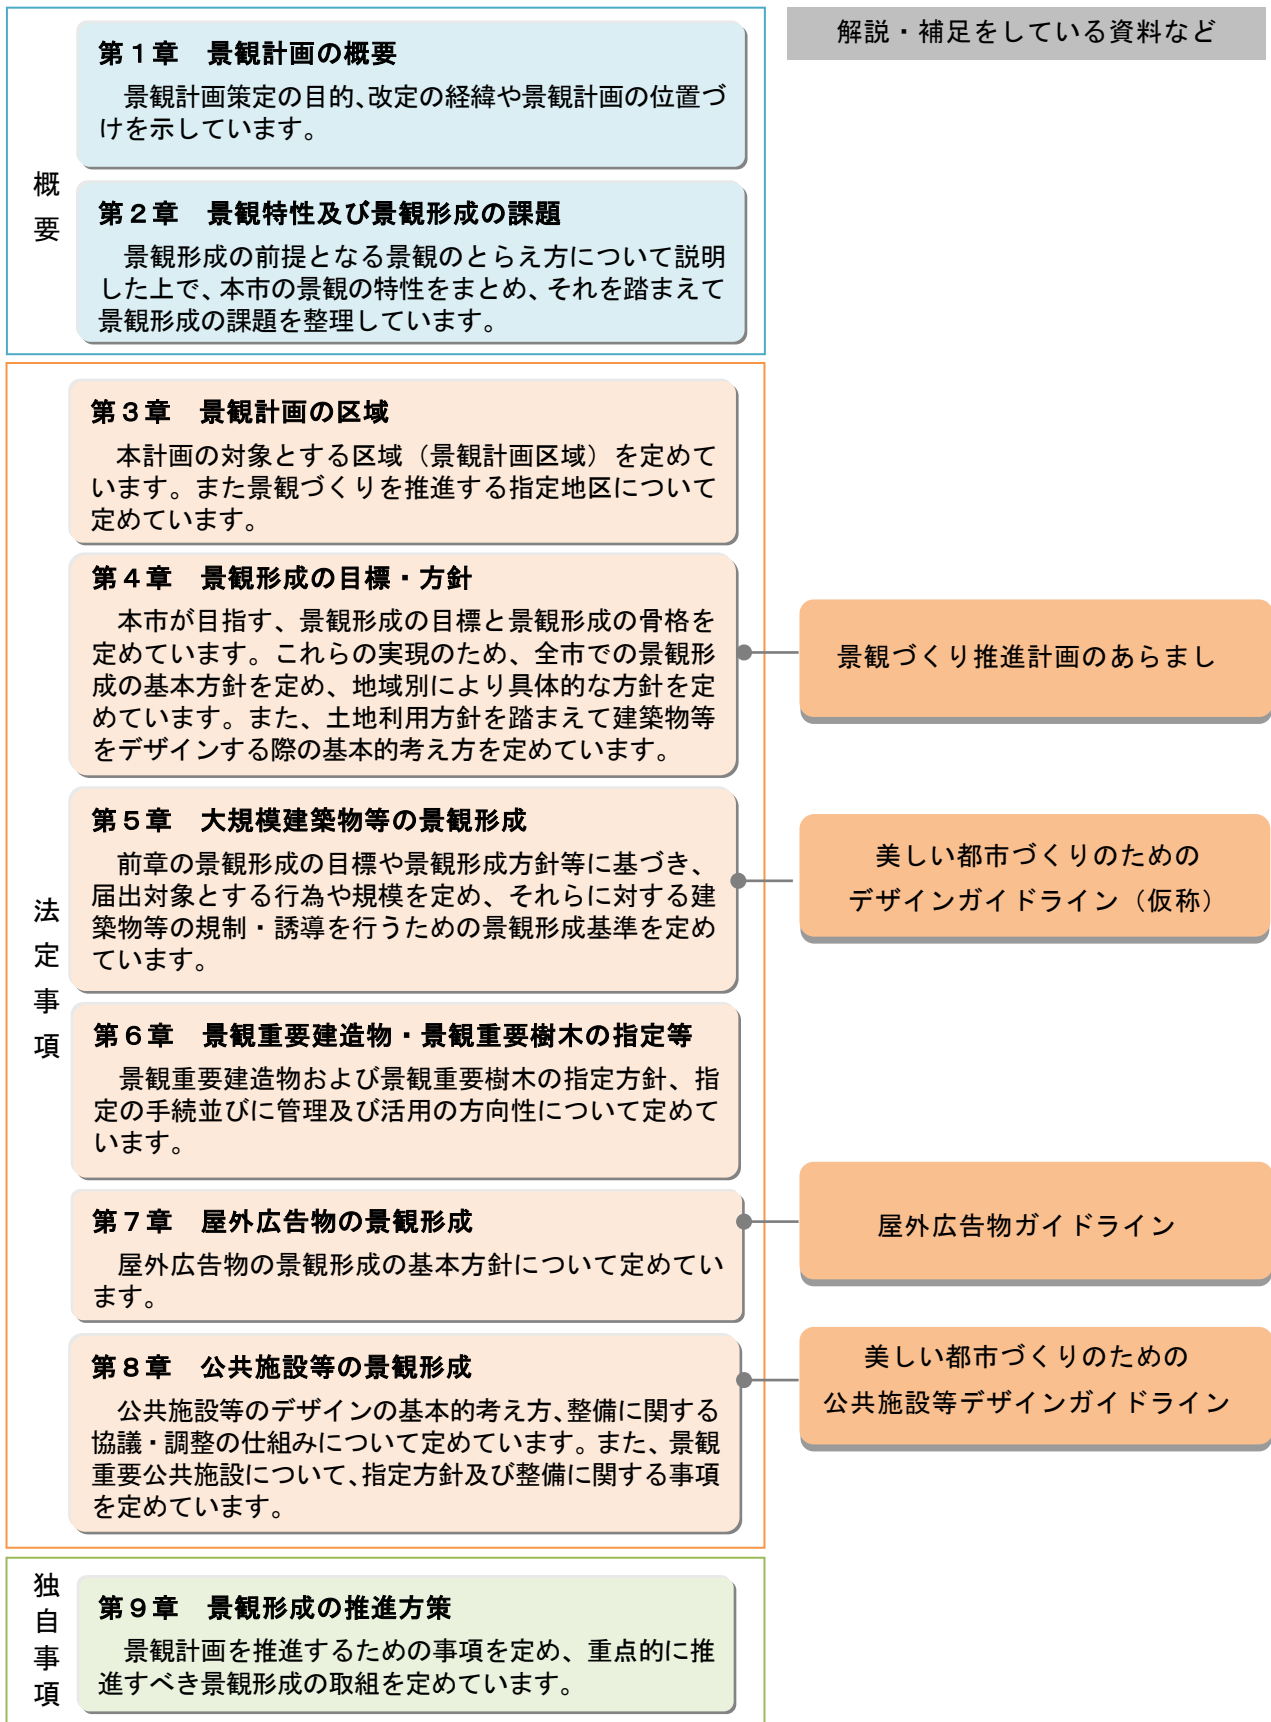 解説・補足をしている資料など
概要
第１章　景観計画の概要
景観計画策定の目的、改定の経緯や景観計画の位置づ
けを示しています。
第２章　景観特性及び景観形成の課題
景観形成の前提となる景観のとらえ方について説明
した上で、本市の景観の特性をまとめ、それを踏まえて
景観形成の課題を整理しています。
法定事項
第３章　景観計画の区域
本計画の対象とする区域（景観計画区域）を定めて
います。また景観づくりを推進する指定地区について
定めています。
第４章　景観形成の目標・方針
本市が目指す、景観形成の目標と景観形成の骨格を
定めています。これらの実現のため、全市での景観形
成の基本方針を定め、地域別により具体的な方針を定
めています。また、土地利用方針を踏まえて建築物等
をデザインする際の基本的考え方を定めています。
景観づくり推進計画のあらまし
第５章　大規模建築物等の景観形成
前章の景観形成の目標や景観形成方針等に基づき、
届出対象とする行為や規模を定め、それらに対する建
築物等の規制・誘導を行うための景観形成基準を定め
ています。
美しい都市づくりのための
デザインガイドライン（仮称）
第６章　景観重要建造物・景観重要樹木の指定等
景観重要建造物および景観重要樹木の指定方針、指
定の手続並びに管理及び活用の方向性について定めて
います。
第７章　屋外広告物の景観形成
屋外広告物の景観形成の基本方針について定めてい
ます。
屋外広告物ガイドライン
第８章　公共施設等の景観形成
公共施設等のデザインの基本的考え方、整備に関する
協議・調整の仕組みについて定めています。また、景観
重要公共施設について、指定方針及び整備に関する事項
を定めています。
美しい都市づくりのための
公共施設等デザインガイドライン
独自事項
第９章　景観形成の推進方策
景観計画を推進するための事項を定め、重点的に推
進すべき景観形成の取組を定めています。